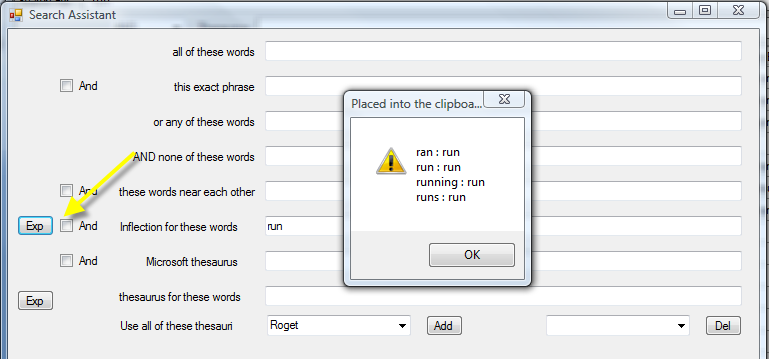 Search Assistant
all of these words
And this exact phrase
Placed into the clipboa...
or any of these words
ran : run
run : run
running : run
runs : run
AND none of these words
And these words near each other
Exp And Inflection for these words run
OK
And Microsoft thesaurus
Exp thesaurus for these words
Use all of these thesauri Roget Add Del